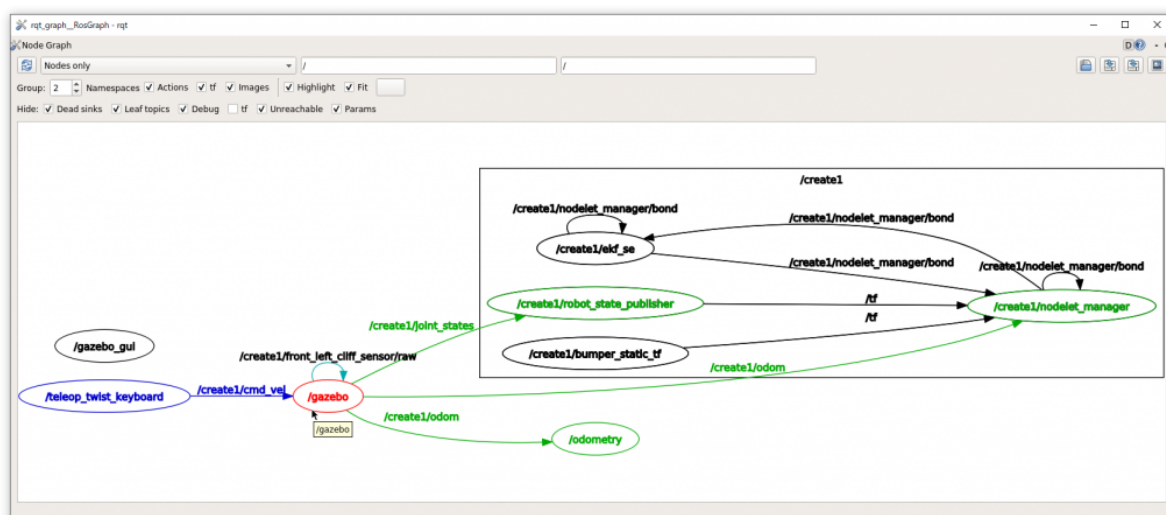 rqt_graph__RosGraph - rqt
Node Graph
D
Nodes only
/
/
Group: 2 Namespaces Actions tf Images Highlight Fit
Hide: Dead sinks Leaf topics Debug tf Unreachable Params
/create1
/create1/nodelet_manager/bond
/create1/nodelet_manager/bond
/create1/ekf_se
/create1/nodelet_manager/bond
/create1/nodelet_manager/bond
/create1/robot_state_publisher
/tf
/create1/nodelet_manager
/tf
/create1/joint_states
/gazebo_gui
/create1/front_left_cliff_sensor/raw
/create1/bumper_static_tf
/create1/odom
/teleop_twist_keyboard
/create1/cmd_vel
/gazebo
/create1/odom
/gazebo
/odometry